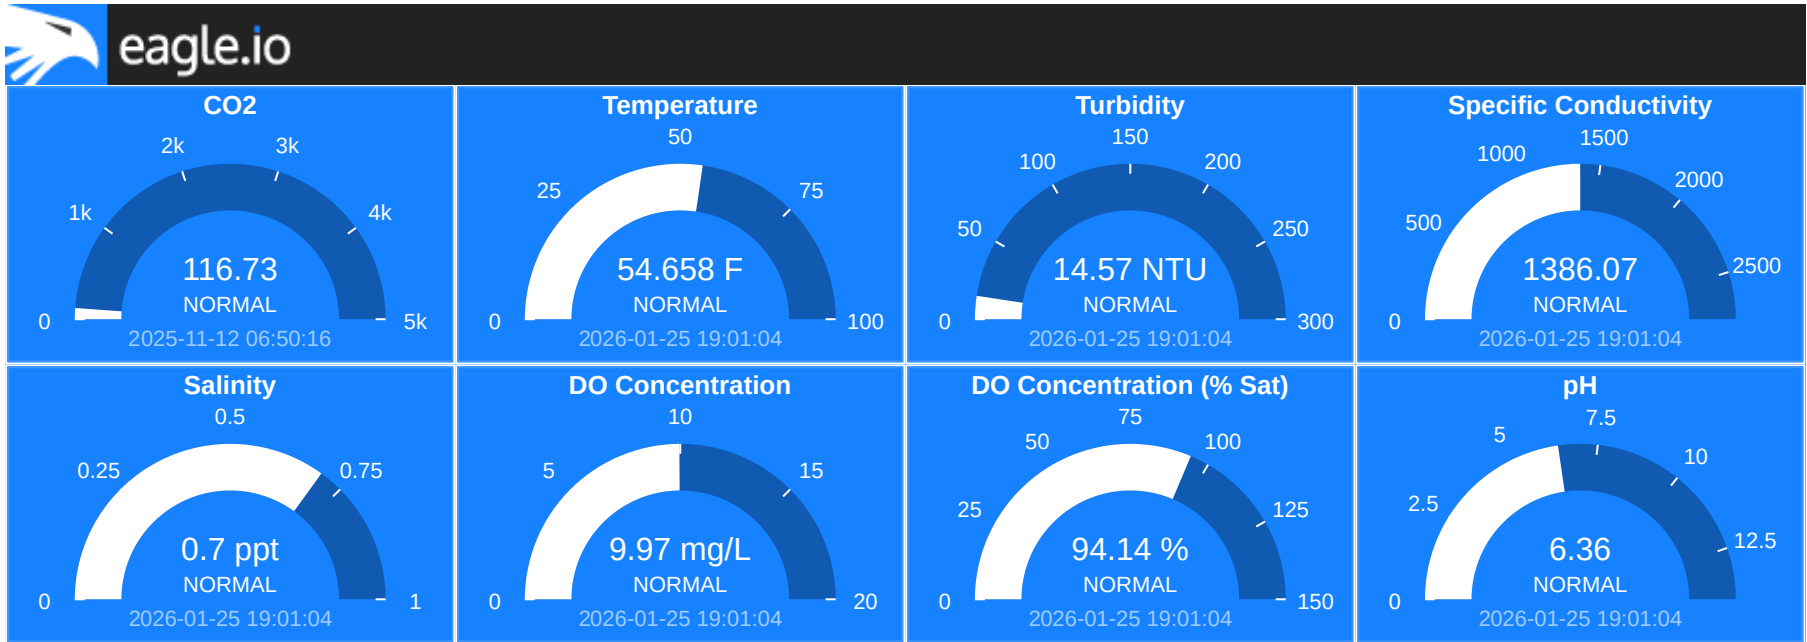 eagle.io
CO2
0
1k
2k
3k
4k
5k
116.73
NORMAL
2025-11-12 06:50:16
Temperature
0
25
50
75
100
54.658 F
NORMAL
2026-01-25 19:01:04
Turbidity
0
50
100
150
200
250
300
14.57 NTU
NORMAL
2026-01-25 19:01:04
Specific Conductivity
0
500
1000
1500
2000
2500
1386.07
NORMAL
2026-01-25 19:01:04
Salinity
0
0.25
0.5
0.75
1
0.7 ppt
NORMAL
2026-01-25 19:01:04
DO Concentration
0
5
10
15
20
9.97 mg/L
NORMAL
2026-01-25 19:01:04
DO Concentration (% Sat)
0
25
50
75
100
125
150
94.14 %
NORMAL
2026-01-25 19:01:04
pH
0
2.5
5
7.5
10
12.5
6.36
NORMAL
2026-01-25 19:01:04